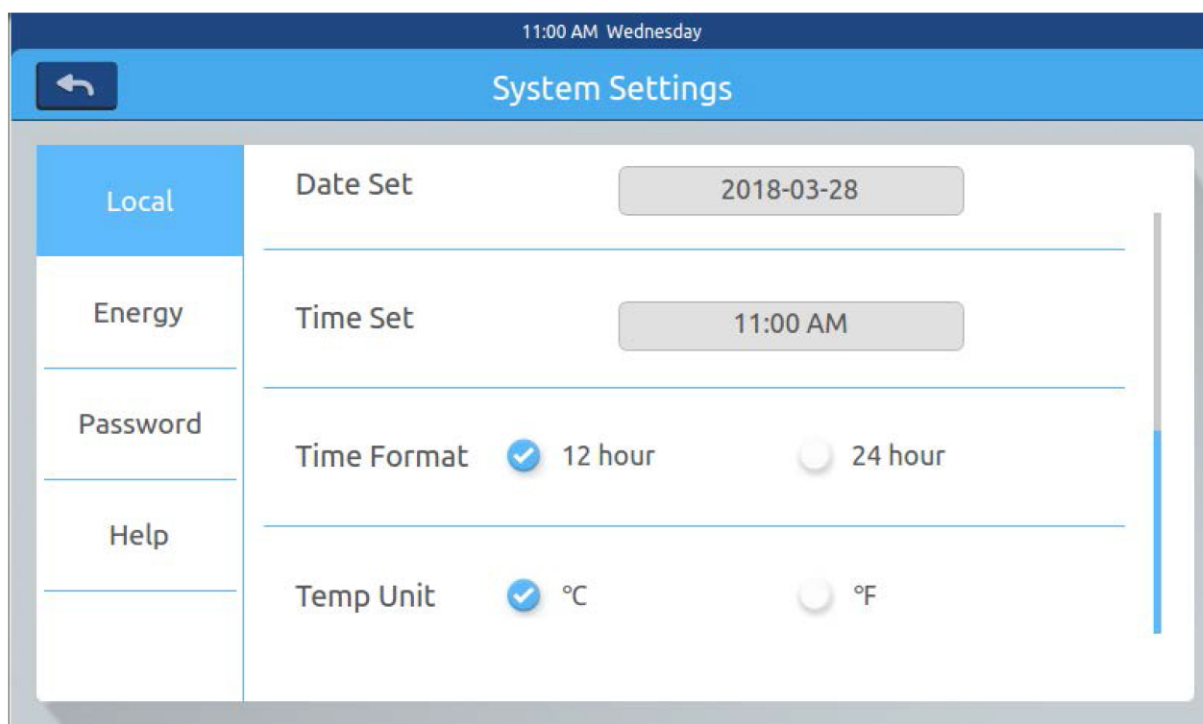 11:00 AM Wednesday
System Settings
Local
Energy
Password
Help
Date Set 2018-03-28
Time Set 11:00 AM
Time Format 12 hour 24 hour
Temp Unit °C °F